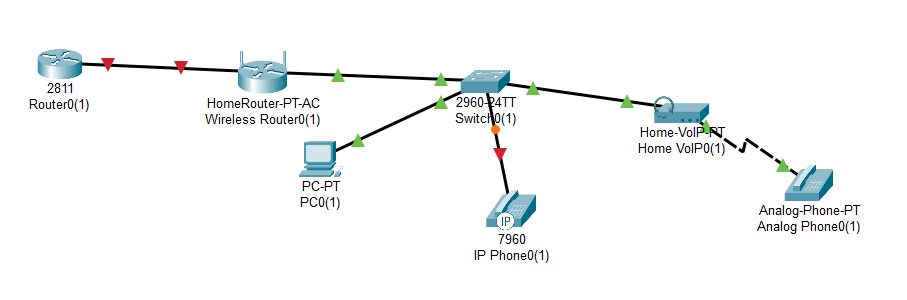 2811
Router0(1)
HomeRouter-PT-AC
Wireless Router0(1)
2960-24TT
Switch0(1)
Home-VoIP-PT
Home VoIP0(1)
PC-PT
PC0(1)
IP
7960
IP Phone0(1)
Analog-Phone-PT
Analog Phone0(1)